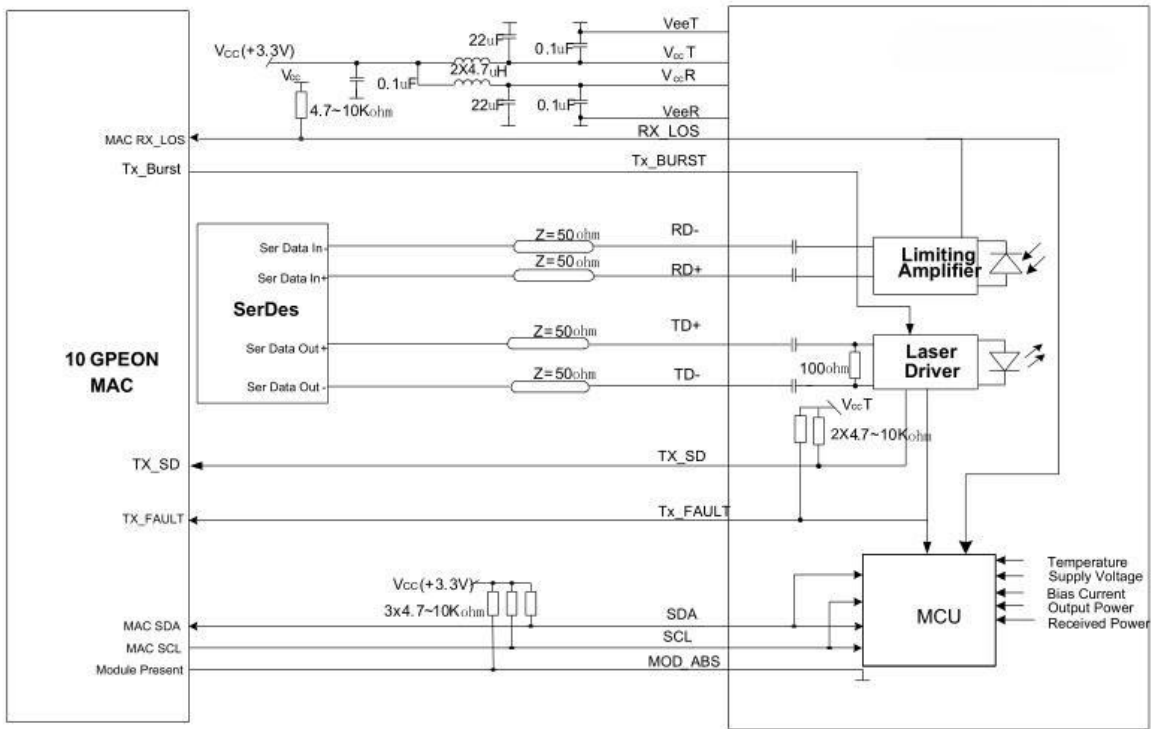 VeeT
22uF
0.1uF
VCC(+3.3V)
VccT
2X4.7uH
Vcc
0.1uF
VccR
4.7~10Kohm
22uF
0.1uF
VeeR
MAC RX_LOS
RX_LOS
Tx_Burst
Tx_BURST
Z=50ohm
RD-
Ser Data In-
Z=50ohm
Limiting
Amplifier
Ser Data In+
RD+
SerDes
Z=50ohm
TD+
Ser Data Out+
Laser
Driver
10 GPEON
MAC
Z=50ohm
TD-
100ohm
Ser Data Out -
VccT
2X4.7~10Kohm
TX_SD
TX_SD
TX_FAULT
Tx_FAULT
Temperature
Supply Voltage
Bias Current
Output Power
Received Power
Vcc(+3.3V)
3x4.7~10Kohm
MCU
MAC SDA
SDA
MAC SCL
SCL
Module Present
MOD_ABS